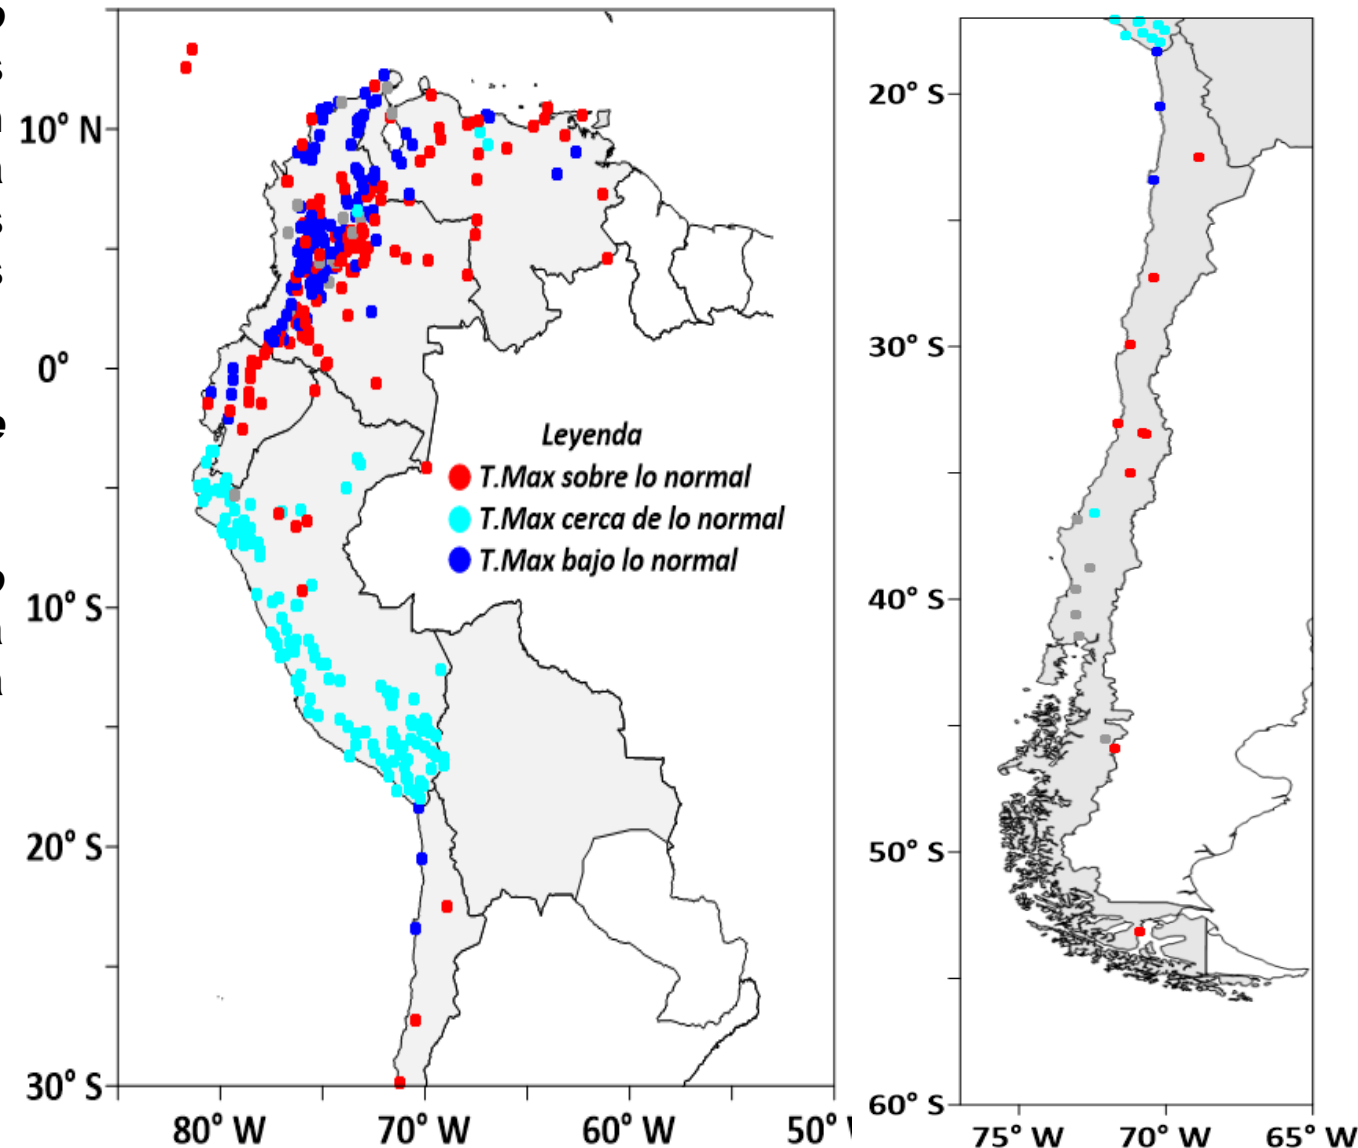 10° N
0°
10° S
20° S
30° S
80° W
70° W
60° W
50°
Leyenda
T.Max sobre lo normal
T.Max cerca de lo normal
T.Max bajo lo normal
20° S
30° S
40° S
50° S
60° S
75° W
70° W
65° W